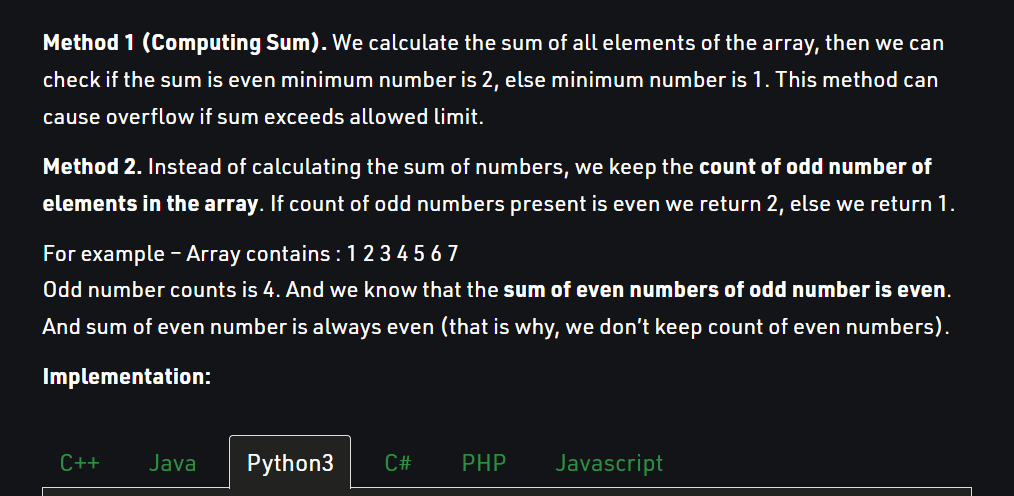 Method 1 (Computing Sum). We calculate the sum of all elements of the array, then we can
check if the sum is even minimum number is 2, else minimum number is 1. This method can
cause overflow if sum exceeds allowed limit.
Method 2. Instead of calculating the sum of numbers, we keep the count of odd number of
elements in the array. If count of odd numbers present is even we return 2, else we return 1.
For example – Array contains : 1 2 3 4 5 6 7
Odd number counts is 4. And we know that the sum of even numbers of odd number is even.
And sum of even number is always even (that is why, we don’t keep count of even numbers).
Implementation:
C++ Java Python3 C# PHP Javascript